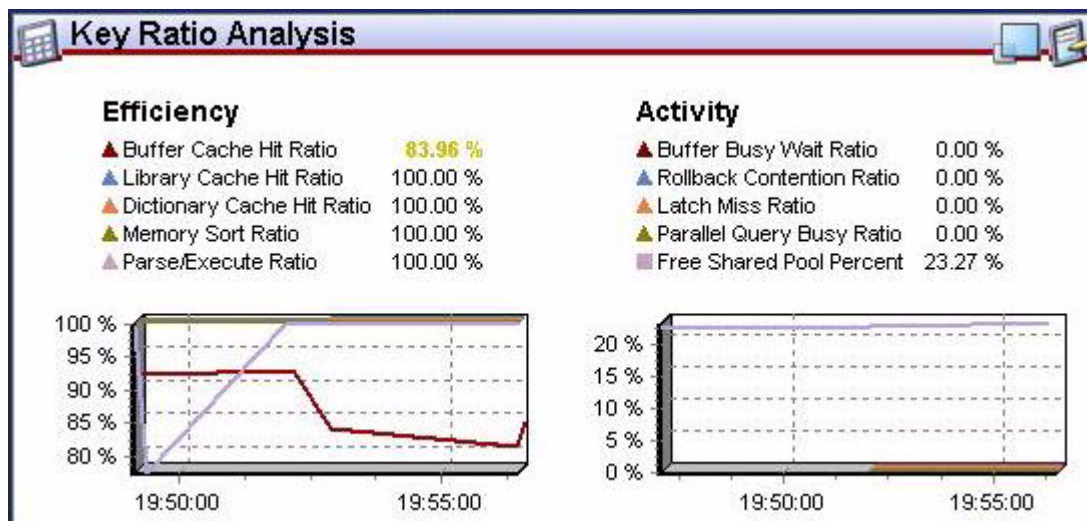 Key Ratio Analysis
Efficiency
Buffer Cache Hit Ratio 83.96 %
Library Cache Hit Ratio 100.00 %
Dictionary Cache Hit Ratio 100.00 %
Memory Sort Ratio 100.00 %
Parse/Execute Ratio 100.00 %
100 %
95 %
90 %
85 %
80 %
19:50:00 19:55:00
Activity
Buffer Busy Wait Ratio 0.00 %
Rollback Contention Ratio 0.00 %
Latch Miss Ratio 0.00 %
Parallel Query Busy Ratio 0.00 %
Free Shared Pool Percent 23.27 %
20 %
15 %
10 %
5 %
0 %
19:50:00 19:55:00